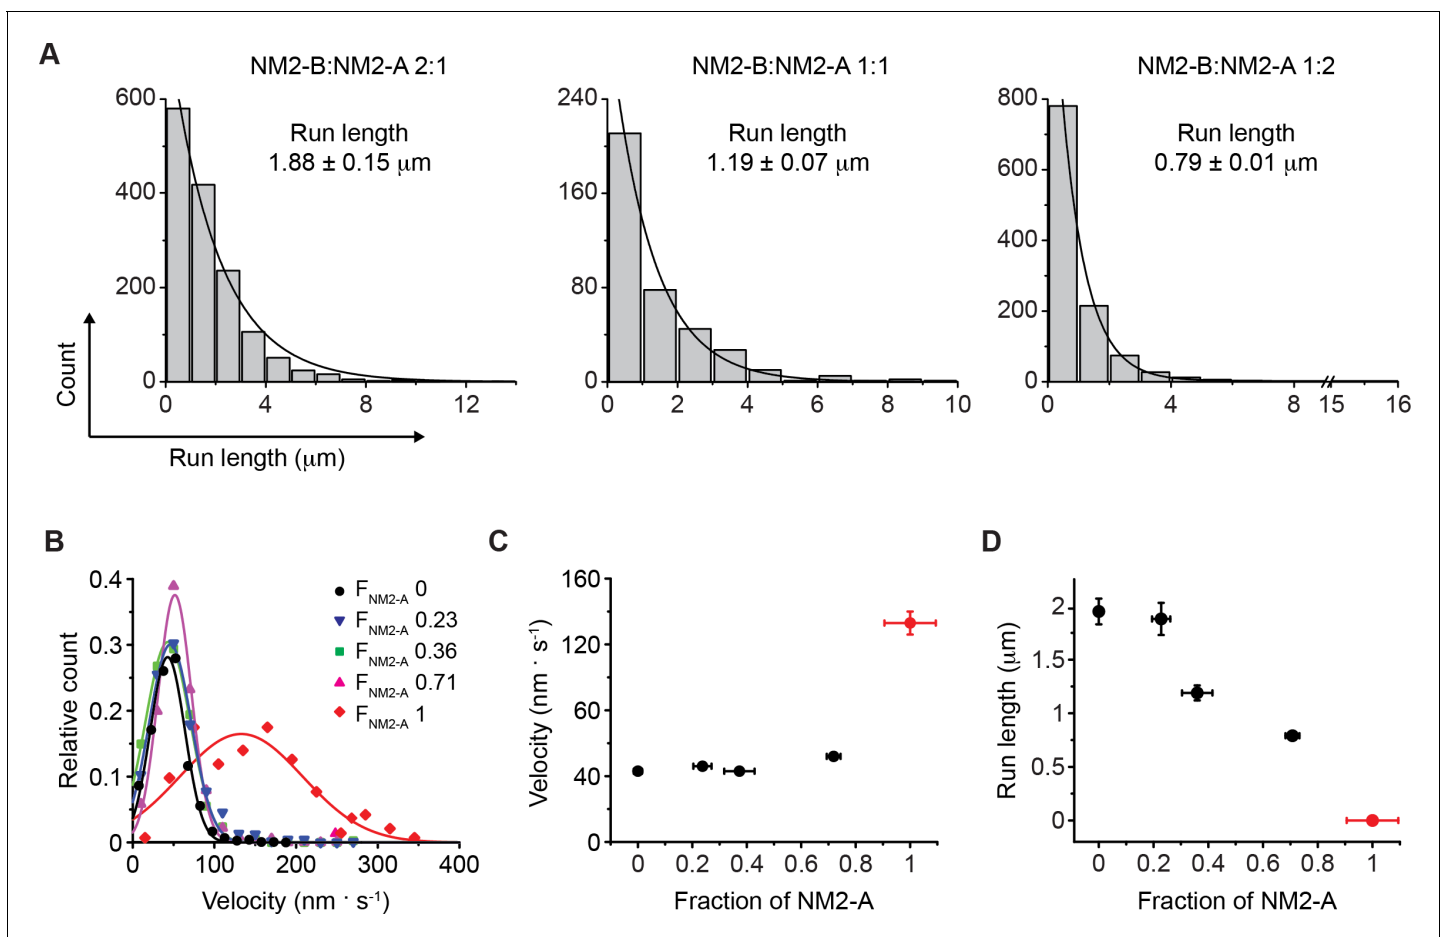 A
NM2-B:NM2-A 2:1
NM2-B:NM2-A 1:1
NM2-B:NM2-A 1:2
600
400
200
0
Run length
1.88 ± 0.15 μm
0 4 8 12
240
160
80
0
Run length
1.19 ± 0.07 μm
0 2 4 6 8 10
800
600
400
200
0
Run length
0.79 ± 0.01 μm
0 4 8 15 16
Count
Run length (μm)
B
0.4
0.3
0.2
0.1
0
Relative count
F_NM2-A 0
F_NM2-A 0.23
F_NM2-A 0.36
F_NM2-A 0.71
F_NM2-A 1
0 100 200 300 400
Velocity (nm · s⁻¹)
C
160
120
60
40
0
Velocity (nm · s⁻¹)
0 0.2 0.4 0.6 0.8 1
Fraction of NM2-A
D
2
1.5
1
0.5
0
Run length (μm)
0 0.2 0.4 0.6 0.8 1
Fraction of NM2-A